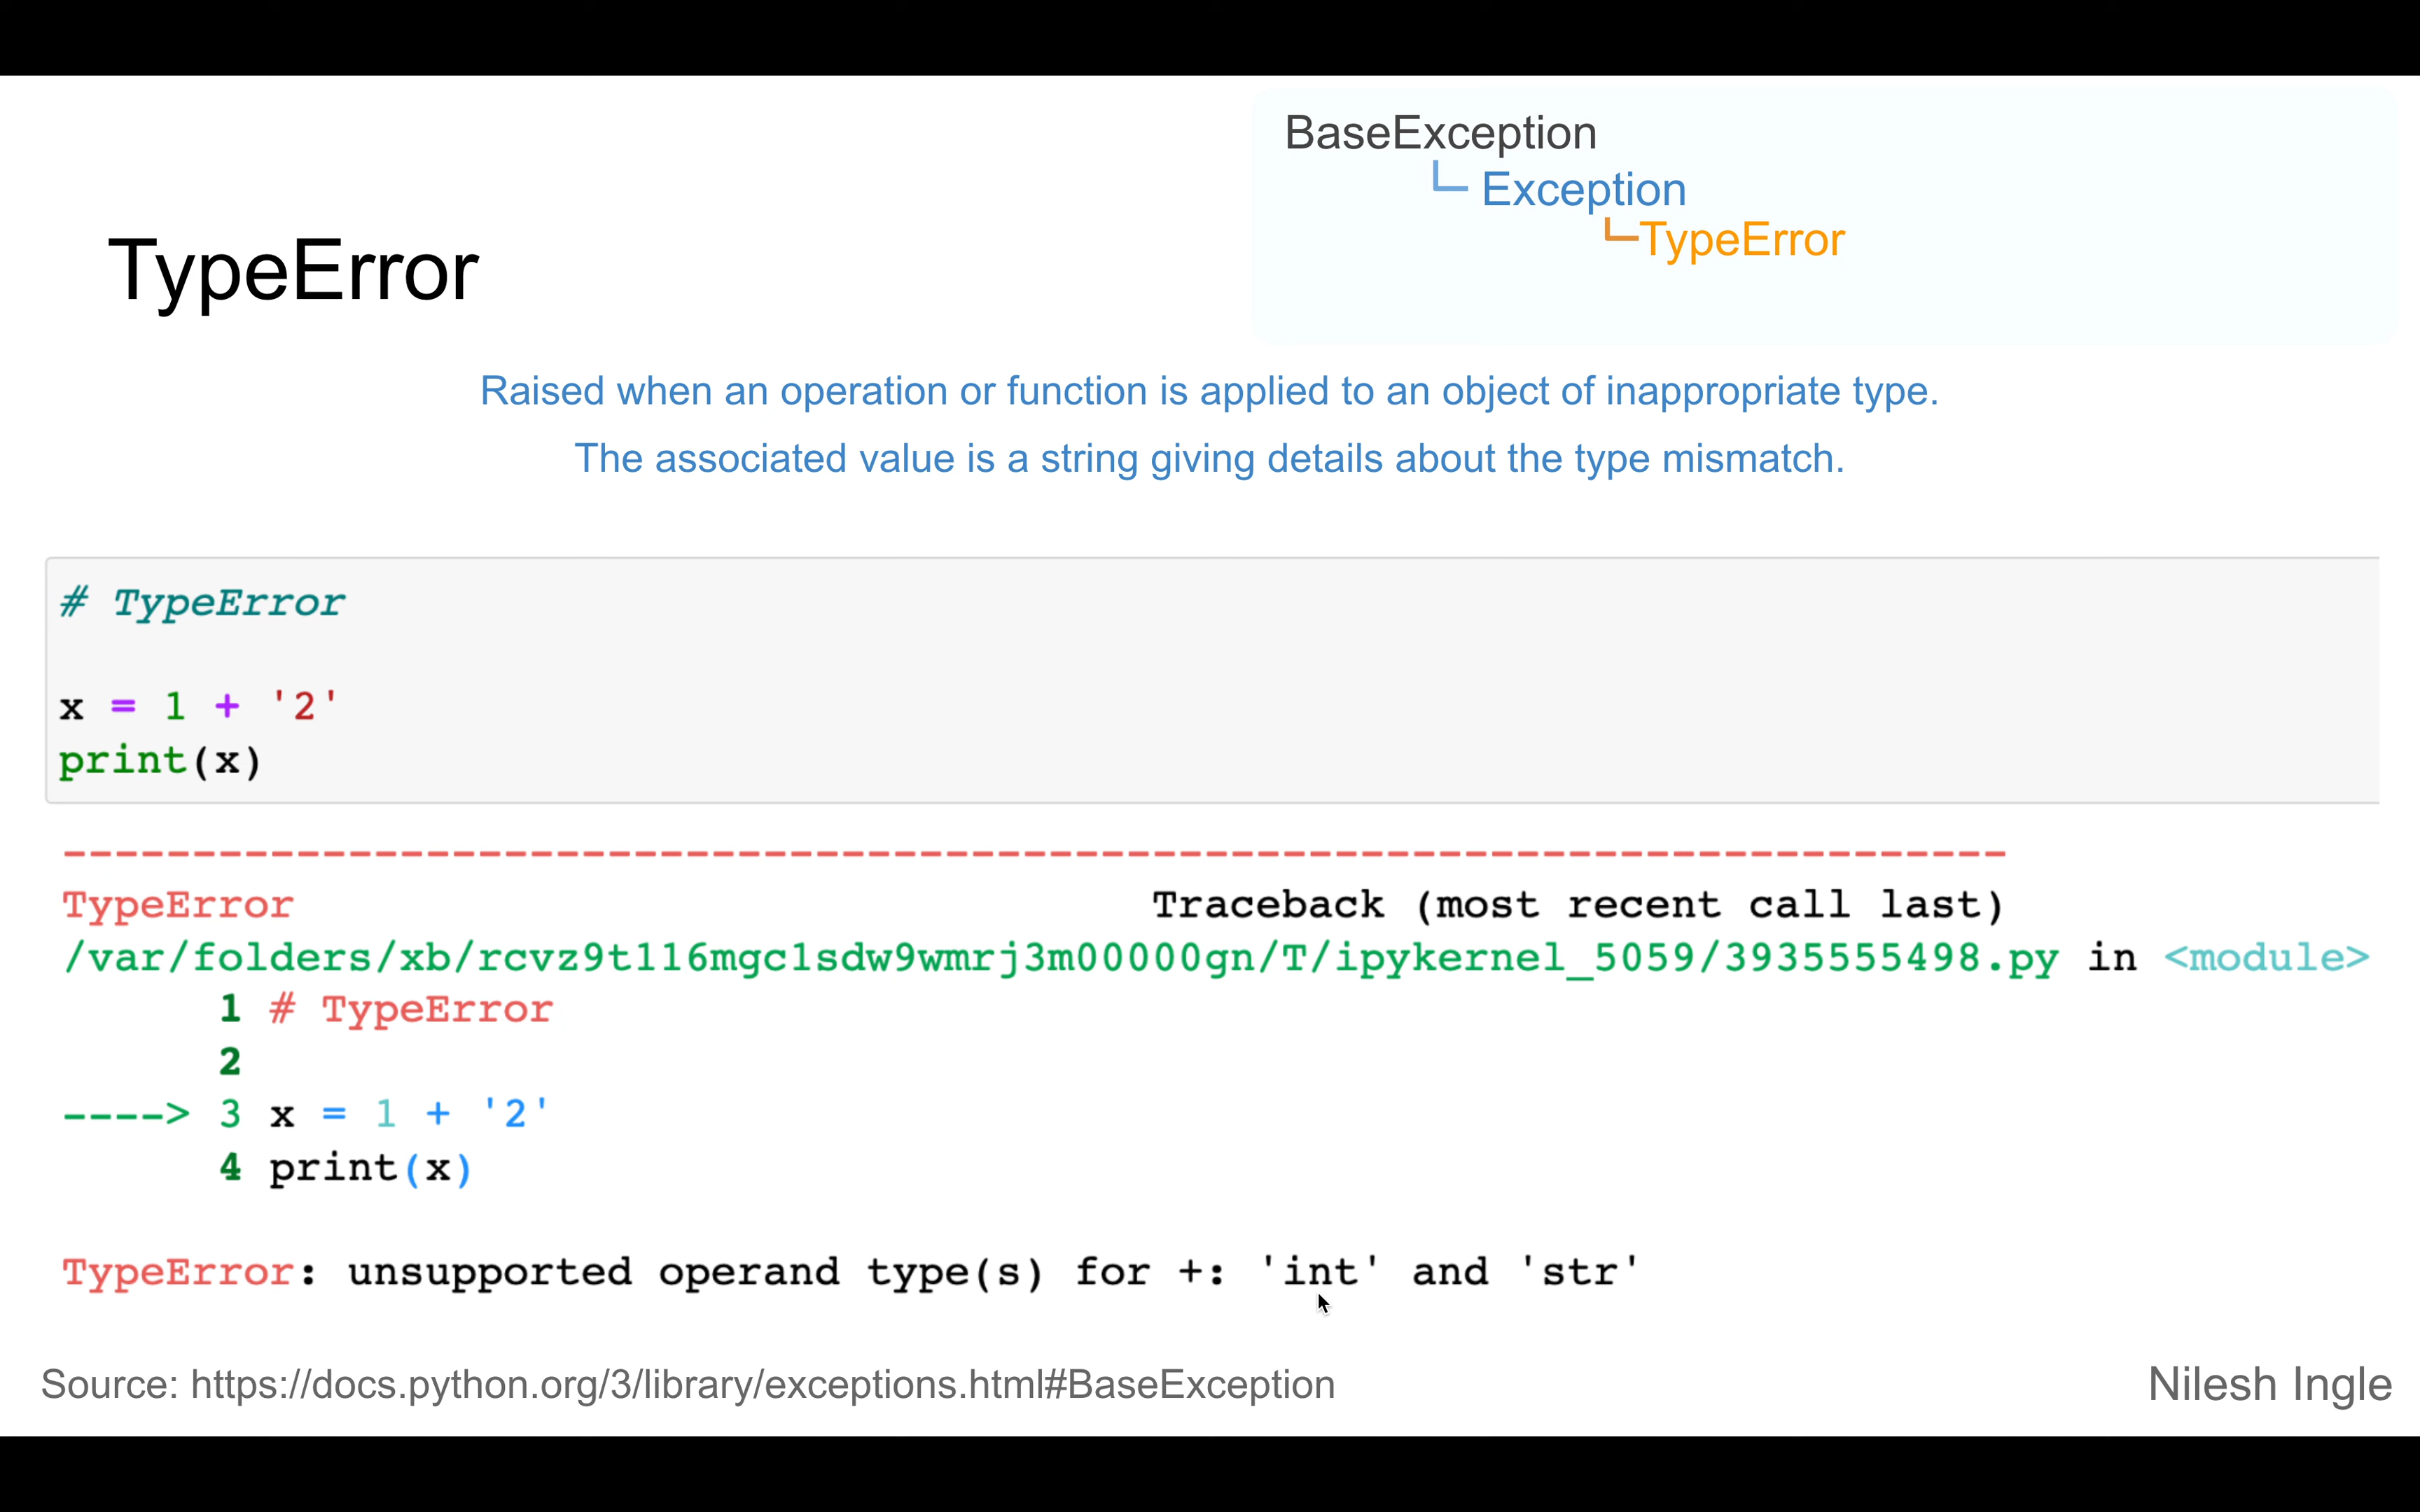 BaseException
Exception
TypeError
TypeError
Raised when an operation or function is applied to an object of inappropriate type.
The associated value is a string giving details about the type mismatch.
# TypeError
x = 1 + '2'
print(x)
---------------------------------------------------------------------------
TypeError                                 Traceback (most recent call last)
/var/folders/xb/rcvz9t116mgc1sdw9wmrj3m00000gn/T/ipykernel_5059/3935555498.py in <module>
      1 # TypeError
      2
----> 3 x = 1 + '2'
      4 print(x)
TypeError: unsupported operand type(s) for +: 'int' and 'str'
Source: https://docs.python.org/3/library/exceptions.html#BaseException
Nilesh Ingle